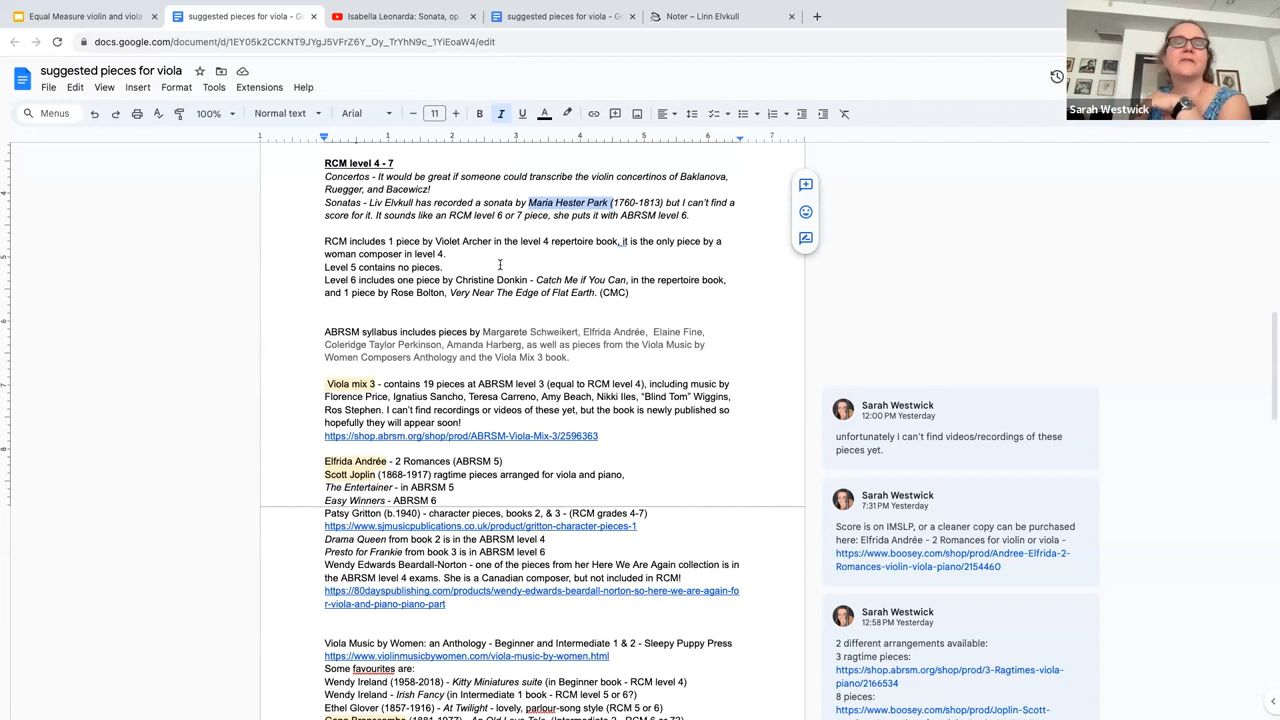 Equal Measure violin and viola
suggested pieces for viola - G
Isabella Leonarda: Sonata, op
suggested pieces for viola - Go
Noter – Linn Elvkull
docs.google.com/document/d/1EY05k2CCKNT9JYgJ5VFrZ6Y_Oy_TrYhN9c_1YiEoaW4/edit
suggested pieces for viola
File Edit View Insert Format Tools Extensions Help
Menus 100% Normal text Arial 11 B I U A
1 1 2 3 4 5 6 7
RCM level 4 - 7
Concertos - It would be great if someone could transcribe the violin concertinos of Baklanova,
Ruegger, and Bacewicz!
Sonatas - Liv Elvkull has recorded a sonata by Maria Hester Park (1760-1813) but I can't find a
score for it. It sounds like an RCM level 6 or 7 piece, she puts it with ABRSM level 6.
RCM includes 1 piece by Violet Archer in the level 4 repertoire book, it is the only piece by a
woman composer in level 4.
Level 5 contains no pieces.
Level 6 includes one piece by Christine Donkin - Catch Me if You Can, in the repertoire book,
and 1 piece by Rose Bolton, Very Near The Edge of Flat Earth. (CMC)
ABRSM syllabus includes pieces by Margarete Schweikert, Elfrida Andrée, Elaine Fine,
Coleridge Taylor Perkinson, Amanda Harberg, as well as pieces from the Viola Music by
Women Composers Anthology and the Viola Mix 3 book.
Viola mix 3 - contains 19 pieces at ABRSM level 3 (equal to RCM level 4), including music by
Florence Price, Ignatius Sancho, Teresa Carreno, Amy Beach, Nikki Iles, “Blind Tom” Wiggins,
Ros Stephen. I can't find recordings or videos of these yet, but the book is newly published so
hopefully they will appear soon!
https://shop.abrsm.org/shop/prod/ABRSM-Viola-Mix-3/2596363
Elfrida Andrée - 2 Romances (ABRSM 5)
Scott Joplin (1868-1917) ragtime pieces arranged for viola and piano,
The Entertainer - in ABRSM 5
Easy Winners - ABRSM 6
Patsy Gritton (b.1940) - character pieces, books 2, & 3 - (RCM grades 4-7)
https://www.sjmusicpublications.co.uk/product/gritton-character-pieces-1
Drama Queen from book 2 is in the ABRSM level 4
Presto for Frankie from book 3 is in ABRSM level 6
Wendy Edwards Beardall-Norton - one of the pieces from her Here We Are Again collection is in
the ABRSM level 4 exams. She is a Canadian composer, but not included in RCM!
https://80dayspublishing.com/products/wendy-edwards-beardall-norton-so-here-we-are-again-fo
r-viola-and-piano-piano-part
Viola Music by Women: an Anthology - Beginner and Intermediate 1 & 2 - Sleepy Puppy Press
https://www.violinmusicbywomen.com/viola-music-by-women.html
Some favourites are:
Wendy Ireland (1958-2018) - Kitty Miniatures suite (in Beginner book - RCM level 4)
Wendy Ireland - Irish Fancy (in Intermediate 1 book - RCM level 5 or 6?)
Ethel Glover (1857-1916) - At Twilight - lovely, parlour-song style (RCM 5 or 6)
Sarah Westwick
12:00 PM Yesterday
unfortunately I can't find videos/recordings of these
pieces yet.
Sarah Westwick
7:31 PM Yesterday
Score is on IMSLP, or a cleaner copy can be purchased
here: Elfrida Andrée - 2 Romances for violin or viola -
https://www.boosey.com/shop/prod/Andree-Elfrida-2-
Romances-violin-viola-piano/2154460
Sarah Westwick
12:58 PM Yesterday
2 different arrangements available:
3 ragtime pieces:
https://shop.abrsm.org/shop/prod/3-Ragtimes-viola-
piano/2166534
8 pieces:
https://www.boosey.com/shop/prod/Joplin-Scott-
Sarah Westwick